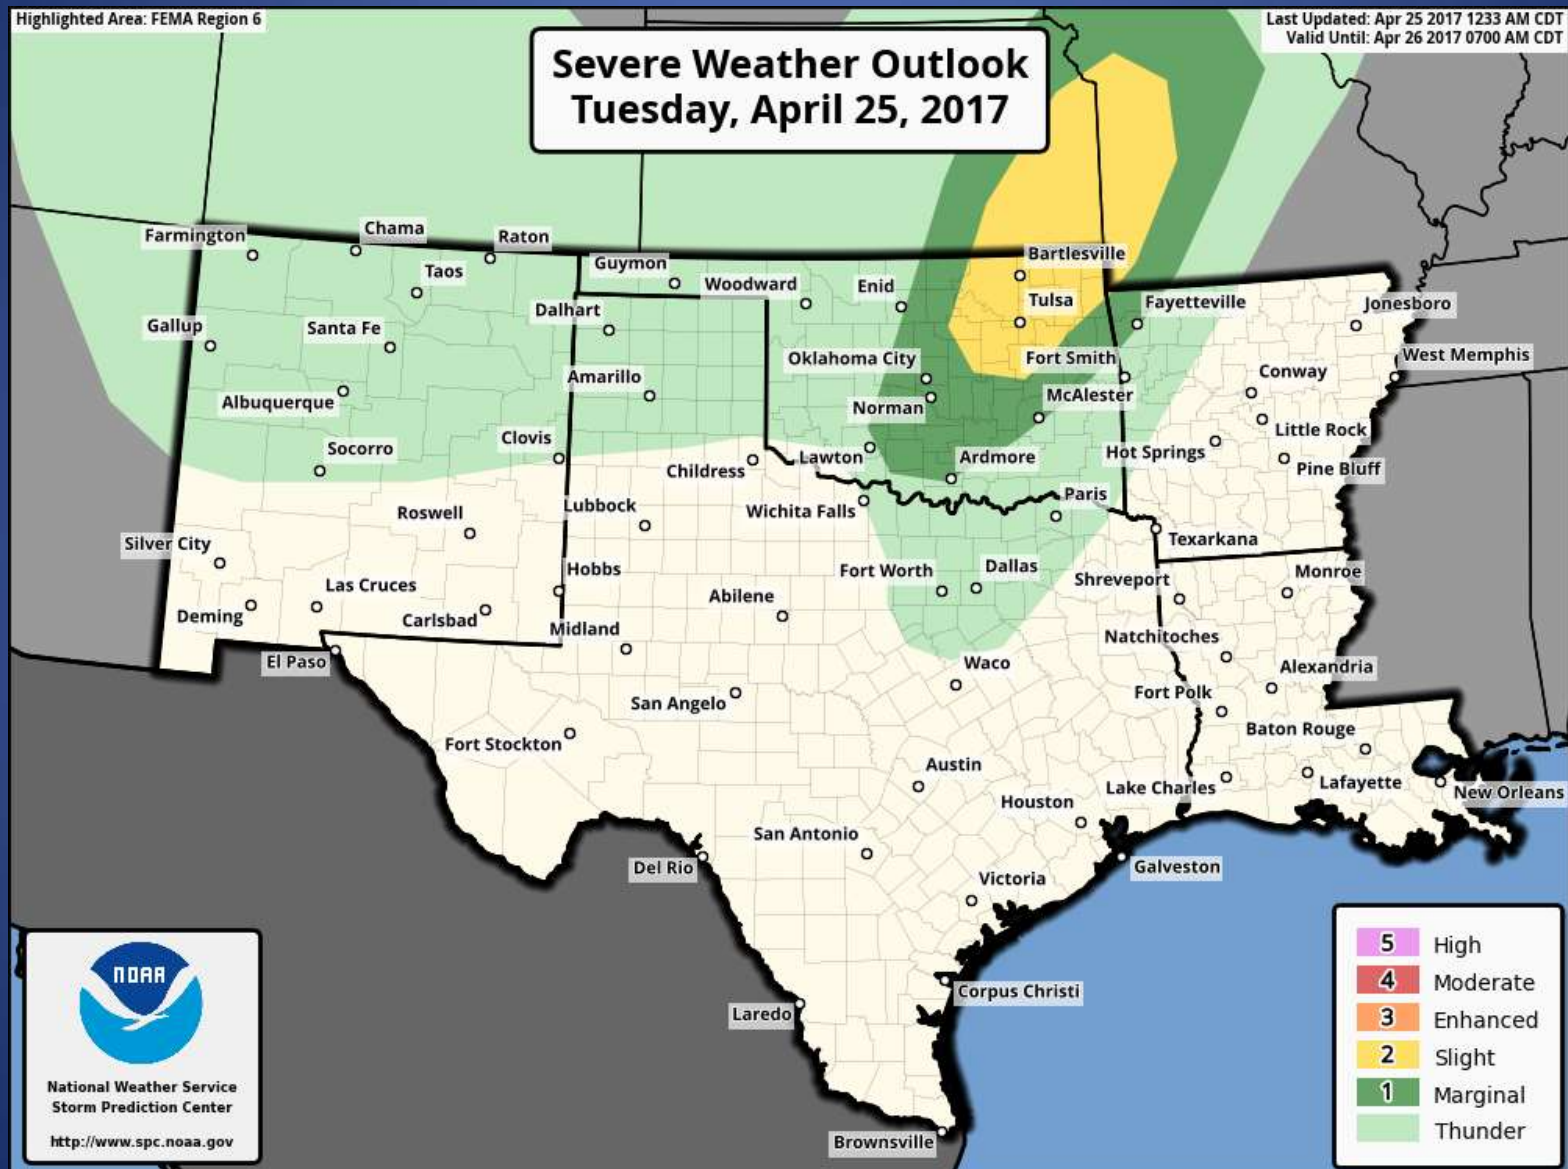 Highlighted Area: FEMA Region 6
Last Updated: Apr 25 2017 1233 AM CDT
Valid Until: Apr 26 2017 0700 AM CDT
Severe Weather Outlook
Tuesday, April 25, 2017
Farmington
Chama
Raton
Taos
Guymon
Woodward
Enid
Bartlesville
Tulsa
Fayetteville
Jonesboro
Gallup
Santa Fe
Dalhart
Oklahoma City
Fort Smith
West Memphis
Albuquerque
Amarillo
Norman
McAlester
Conway
Little Rock
Socorro
Clovis
Childress
Lawton
Ardmore
Hot Springs
Pine Bluff
Roswell
Lubbock
Wichita Falls
Paris
Texarkana
Silver City
Las Cruces
Hobbs
Fort Worth
Dallas
Shreveport
Monroe
Deming
Carlsbad
Abilene
Midland
Natchitoches
El Paso
Waco
Alexandria
San Angelo
Fort Polk
Fort Stockton
Baton Rouge
Austin
Houston
Lake Charles
Lafayette
New Orleans
San Antonio
Del Rio
Galveston
Victoria
Corpus Christi
Laredo
Brownsville
NOAA
National Weather Service
Storm Prediction Center
http://www.spc.noaa.gov
5 High
4 Moderate
3 Enhanced
2 Slight
1 Marginal
Thunder